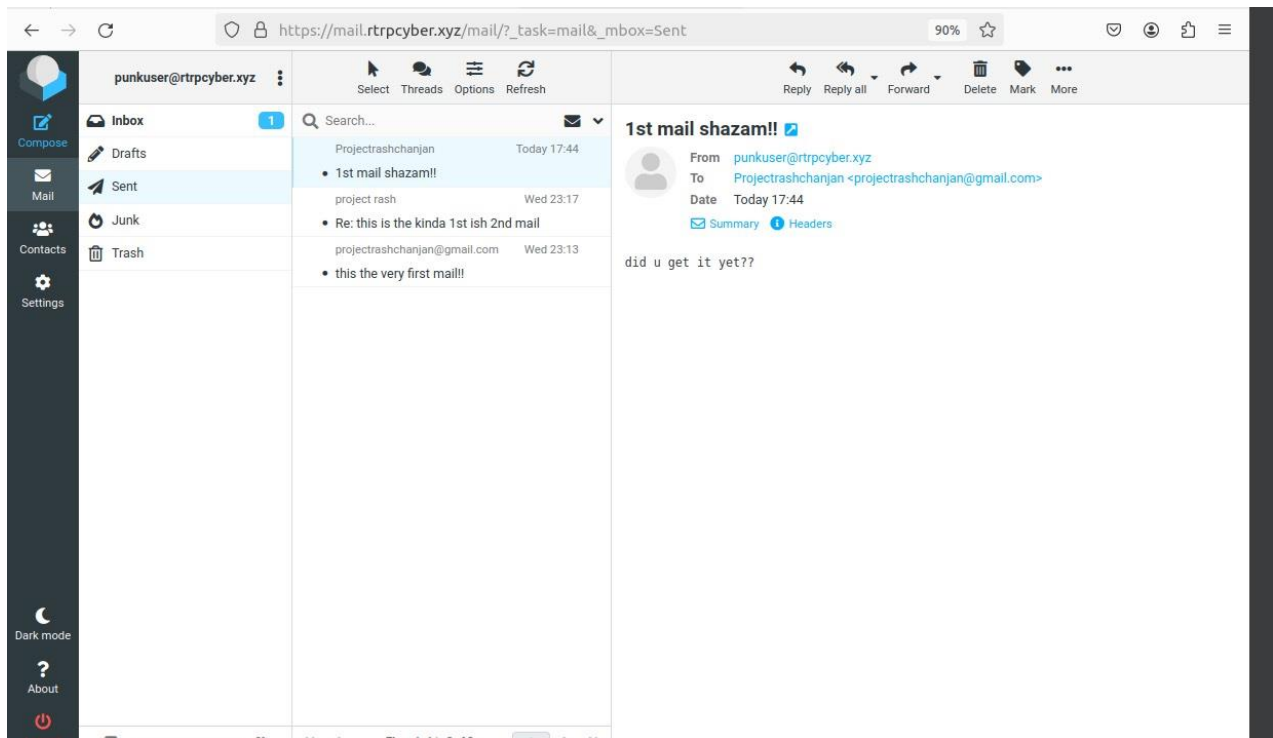 https://mail.rtrpcyber.xyz/mail/?_task=mail&_mbox=Sent
90%
punkuser@rtrpcyber.xyz
Select Threads Options Refresh
Reply Reply all Forward Delete Mark More
Compose
Mail
Contacts
Settings
Dark mode
About
Inbox 1
Drafts
Sent
Junk
Trash
Search...
Projectrashchanjan Today 17:44
• 1st mail shazam!!
project rash Wed 23:17
• Re: this is the kinda 1st ish 2nd mail
projectrashchanjan@gmail.com Wed 23:13
• this the very first mail!!
1st mail shazam!!
From punkuser@rtrpcyber.xyz
To Projectrashchanjan <projectrashchanjan@gmail.com>
Date Today 17:44
Summary Headers
did u get it yet??